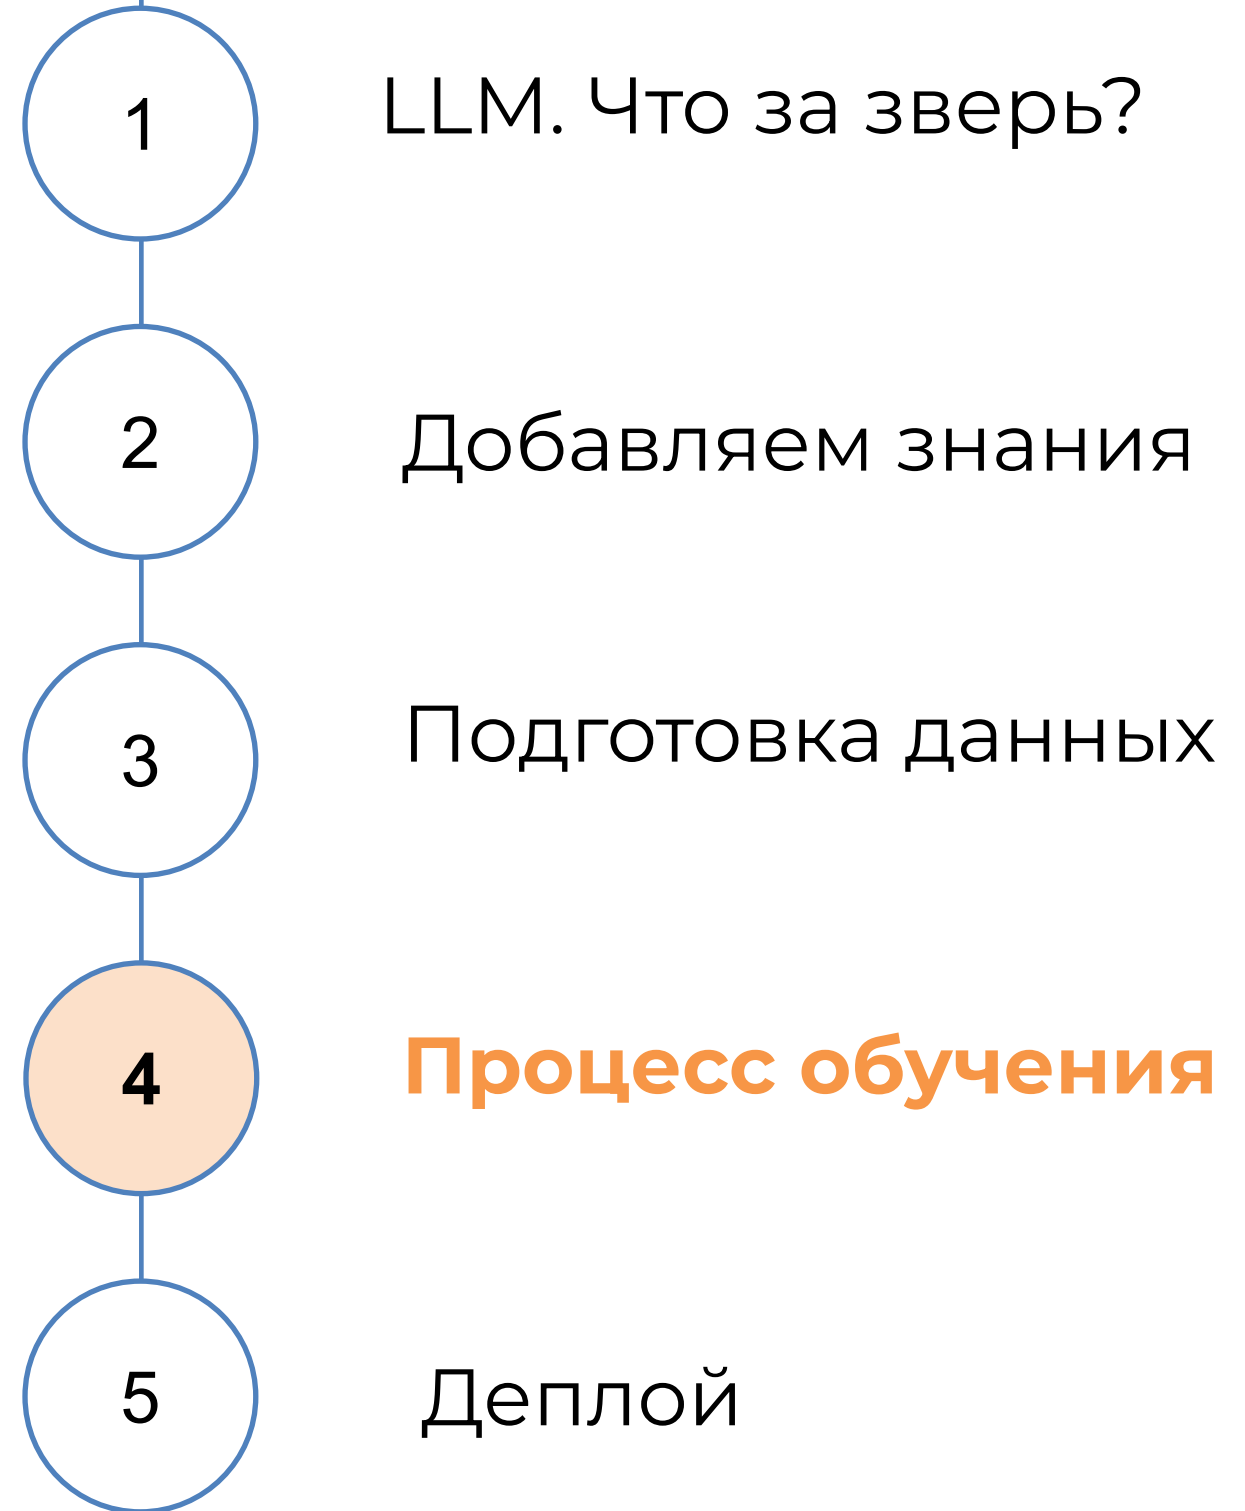 1
LLM. Что за зверь?
2
Добавляем знания
3
Подготовка данных
4
Процесс обучения
5
Деплой